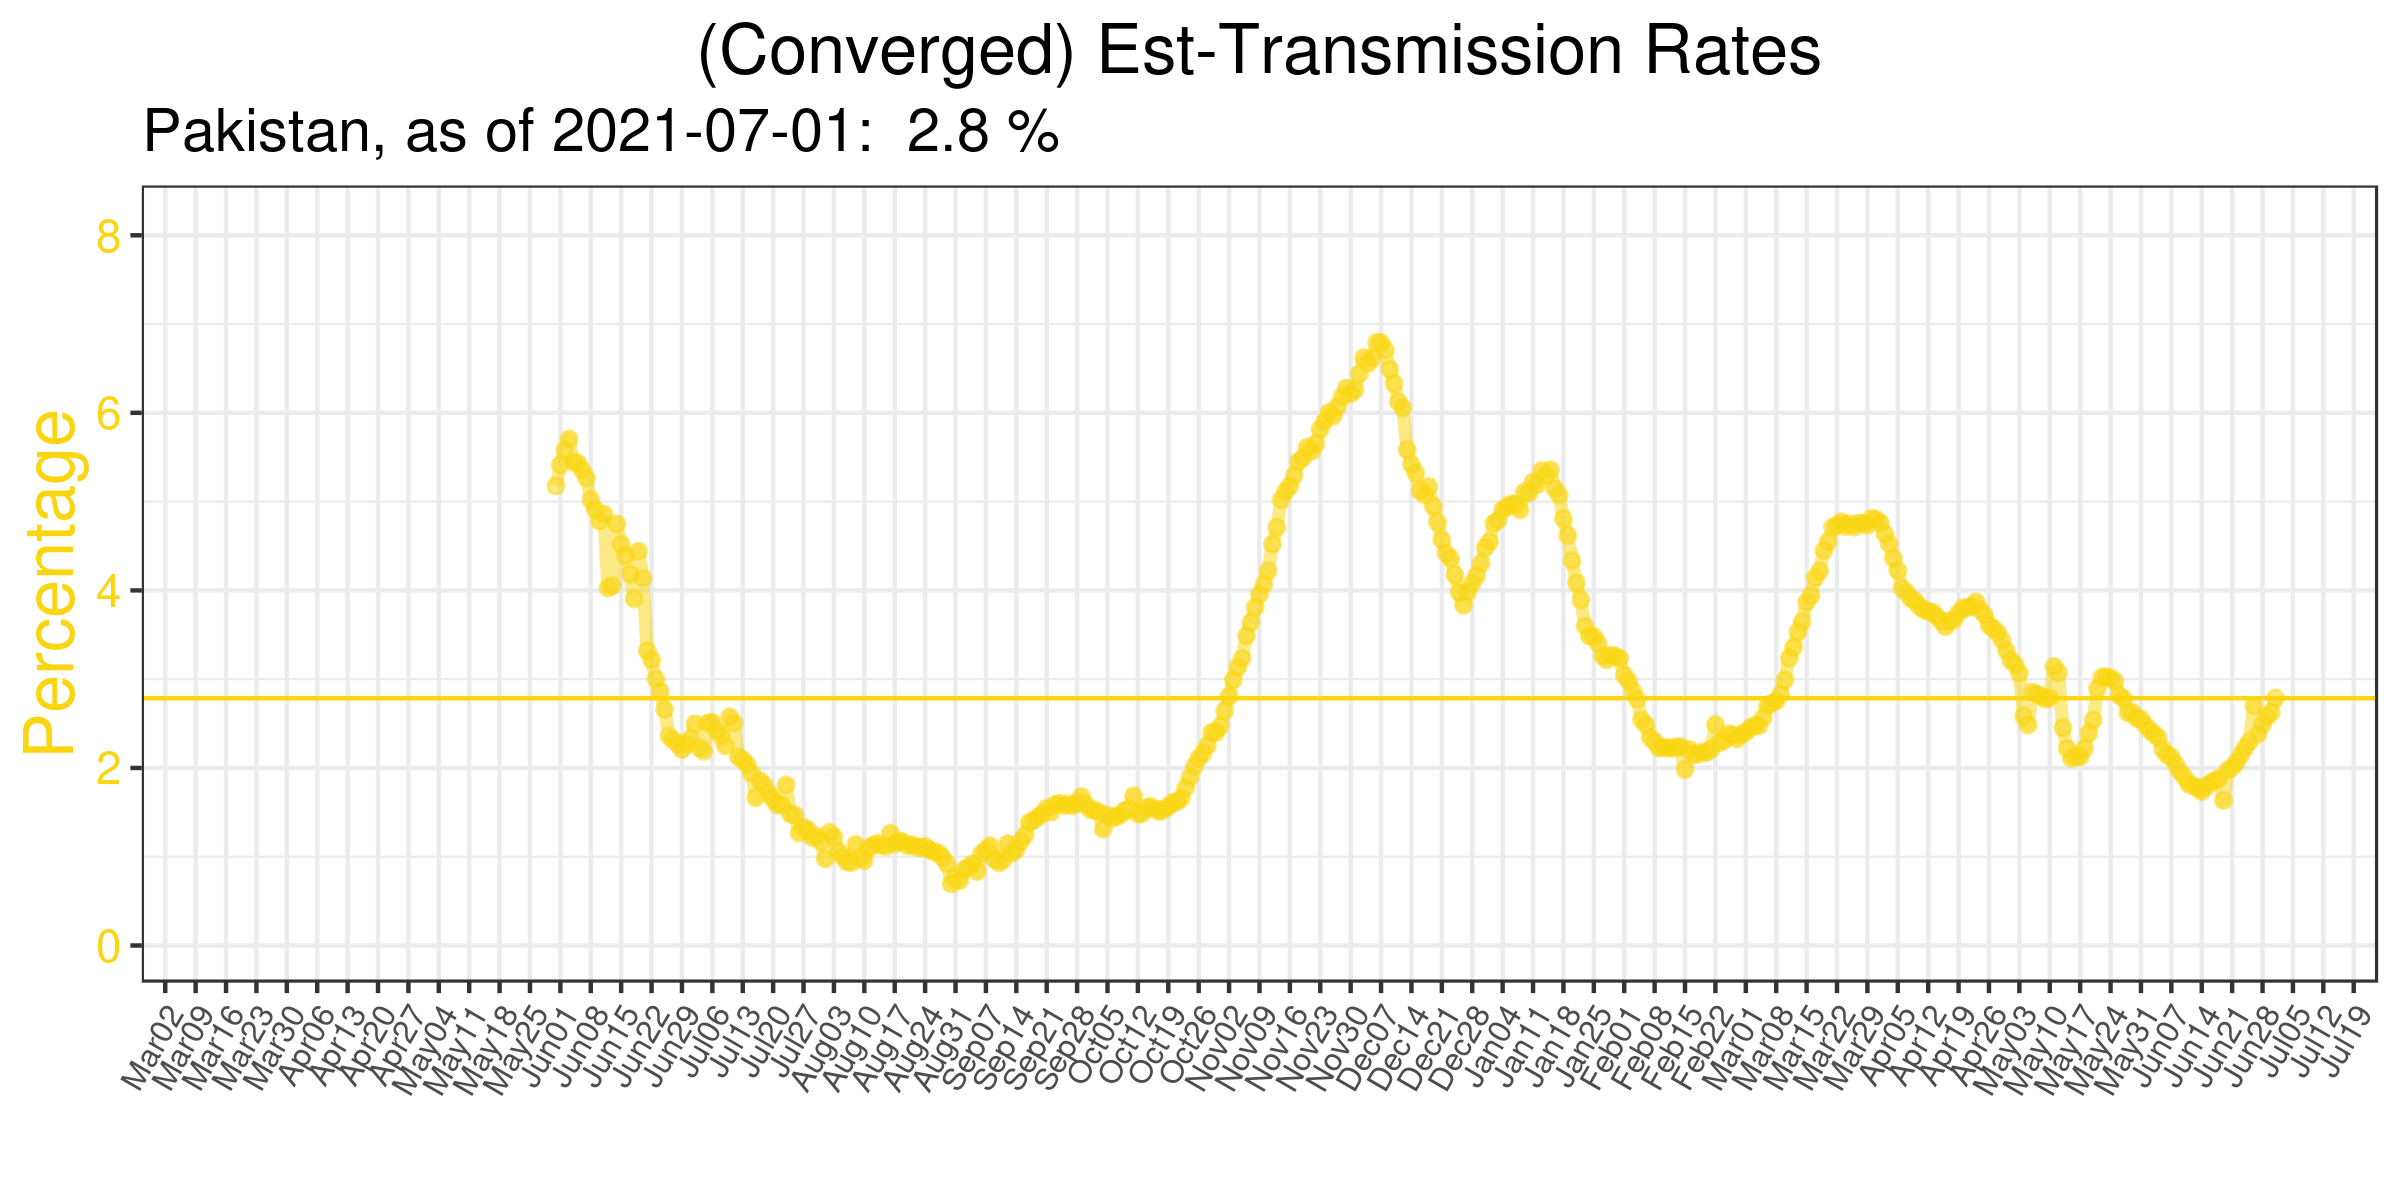 (Converged) Est-Transmission Rates
Pakistan, as of 2021-07-01:  2.8 %
Percentage
8
6
4
2
0
Mar02
Mar09
Mar16
Mar23
Mar30
Apr06
Apr13
Apr20
Apr27
May04
May11
May18
May25
Jun01
Jun08
Jun15
Jun22
Jun29
Jul06
Jul13
Jul20
Jul27
Aug03
Aug10
Aug17
Aug24
Aug31
Sep07
Sep14
Sep21
Sep28
Oct05
Oct12
Oct19
Oct26
Nov02
Nov09
Nov16
Nov23
Nov30
Dec07
Dec14
Dec21
Dec28
Jan04
Jan11
Jan18
Jan25
Feb01
Feb08
Feb15
Feb22
Mar01
Mar08
Mar15
Mar22
Mar29
Apr05
Apr12
Apr19
Apr26
May03
May10
May17
May24
May31
Jun07
Jun14
Jun21
Jun28
Jul05
Jul12
Jul19